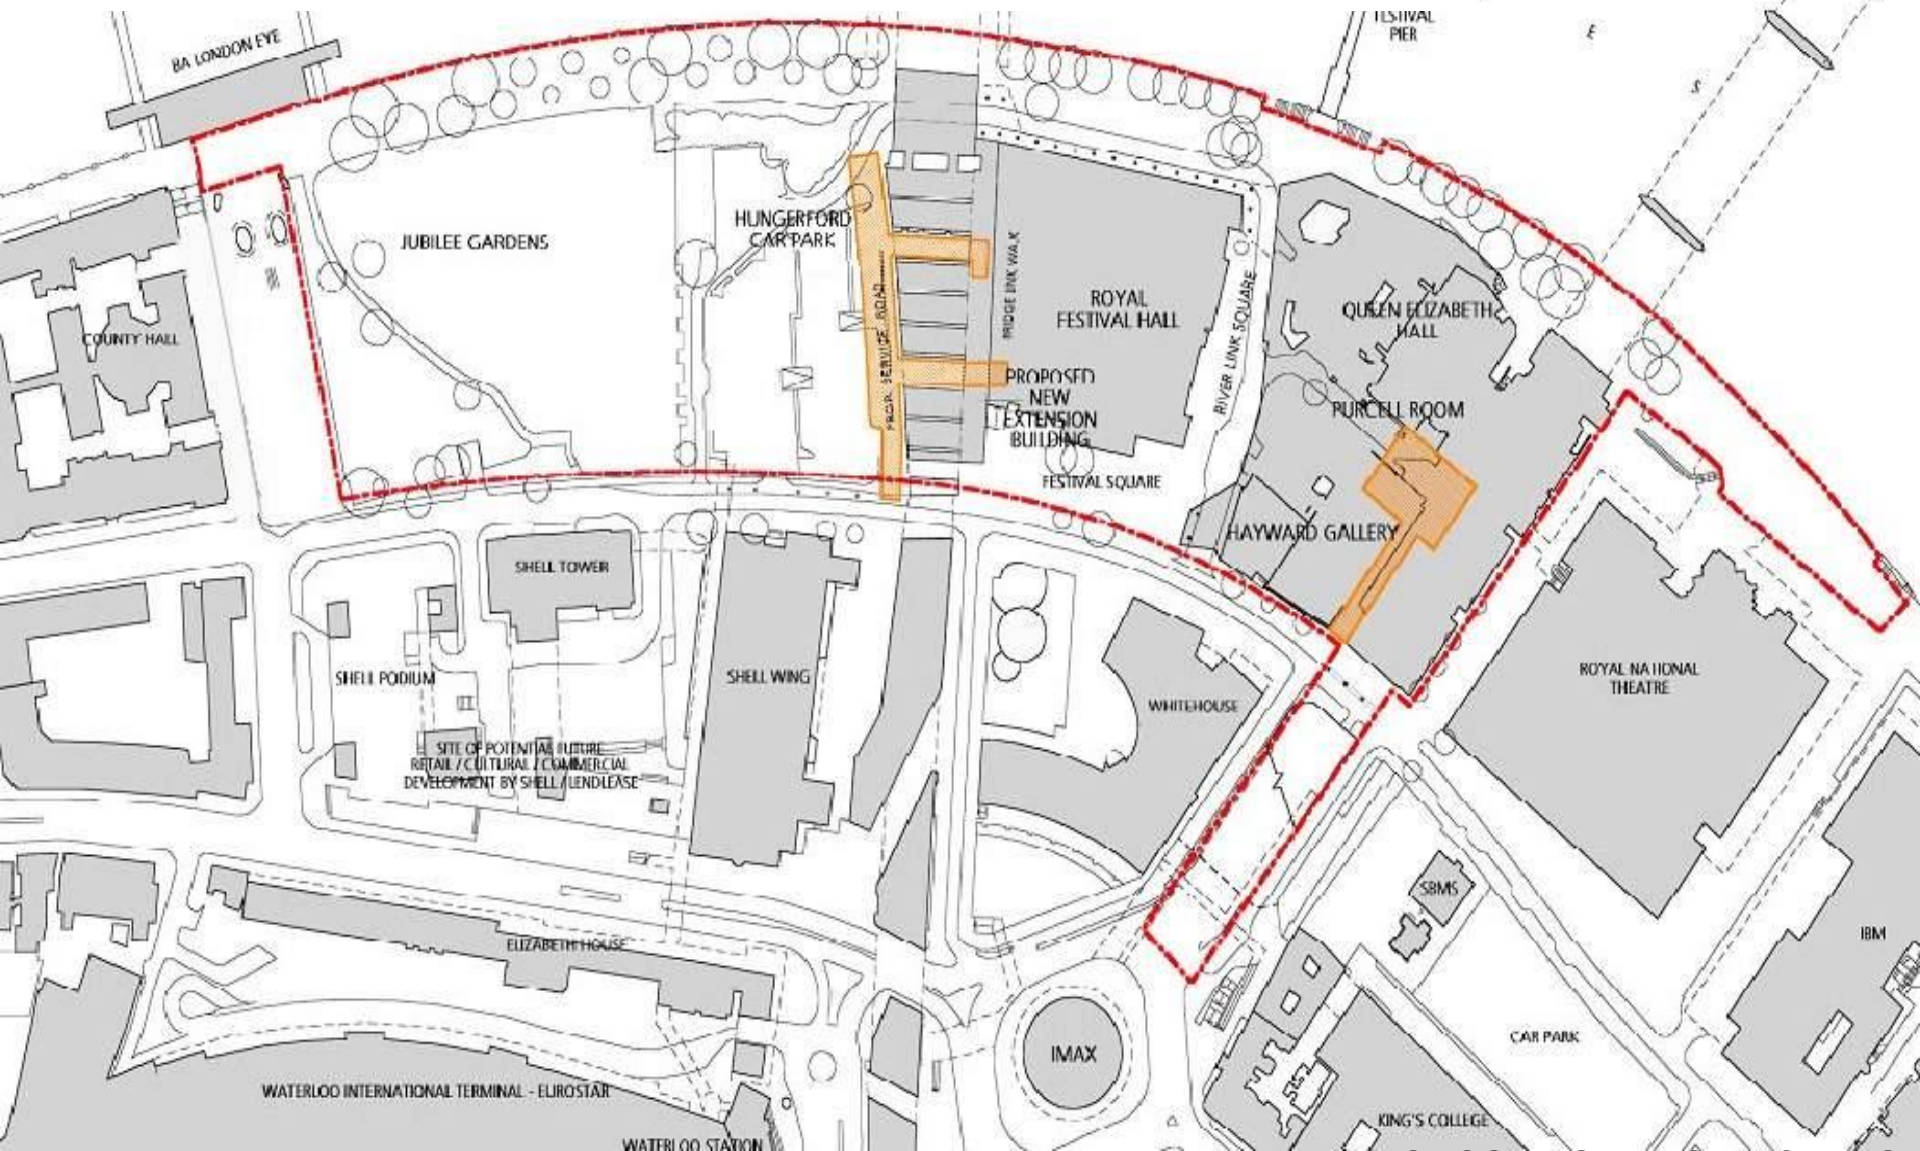 BA LONDON EYE
FESTIVAL
PIER
E
S
JUBILEE GARDENS
HUNGERFORD
CAR PARK
COUNTY HALL
PROP. SERVICE ROAD
BRIDGE LINK WALK
ROYAL
FESTIVAL HALL
RIVER LINK SQUARE
QUEEN ELIZABETH
HALL
PROPOSED
NEW
EXTENSION
BUILDING
PURCELL ROOM
FESTIVAL SQUARE
HAYWARD GALLERY
SHELL TOWER
SHELL PODIUM
SHELL WING
WHITEHOUSE
ROYAL NATIONAL
THEATRE
SITE OF POTENTIAL FUTURE
RETAIL / CULTURAL / COMMERCIAL
DEVELOPMENT BY SHELL / LENDLEASE
SBMS
IBM
ELIZABETH HOUSE
CAR PARK
IMAX
WATERLOO INTERNATIONAL TERMINAL - EUROSTAR
KING'S COLLEGE
WATERLOO STATION